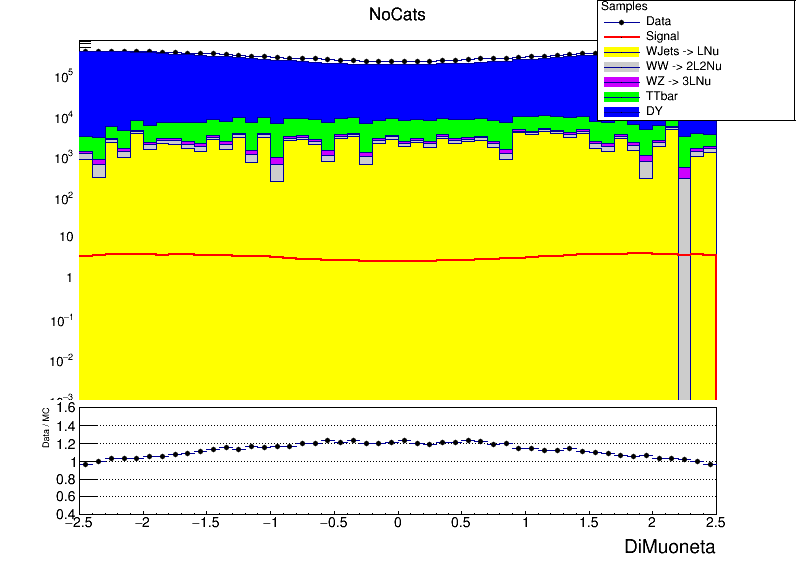 NoCats
Samples
Data
Signal
WJets -> LNu
WW -> 2L2Nu
WZ -> 3LNu
TTbar
DY
10^5
10^4
10^3
10^2
10
1
10^−1
10^−2
Data / MC
1.6
1.4
1.2
1
0.8
0.6
0.4
−2.5 −2 −1.5 −1 −0.5 0 0.5 1 1.5 2 2.5
DiMuoneta